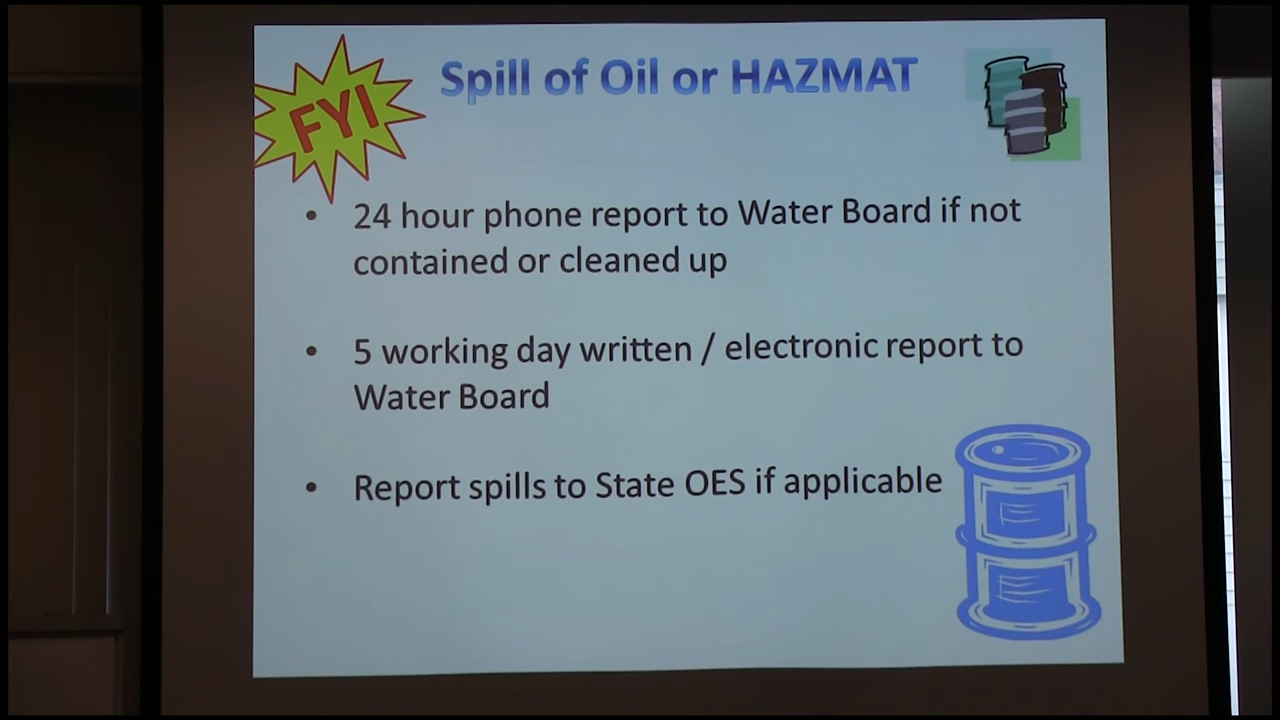 FYI
Spill of Oil or HAZMAT
• 24 hour phone report to Water Board if not
contained or cleaned up
• 5 working day written / electronic report to
Water Board
• Report spills to State OES if applicable